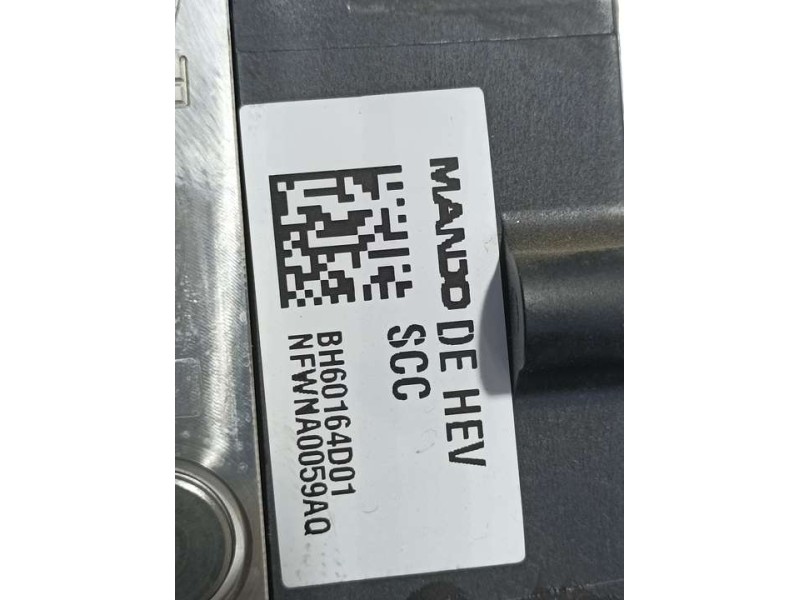 MANDO DE HEV
SCC
BH60164D01
NFWNA0059AQ